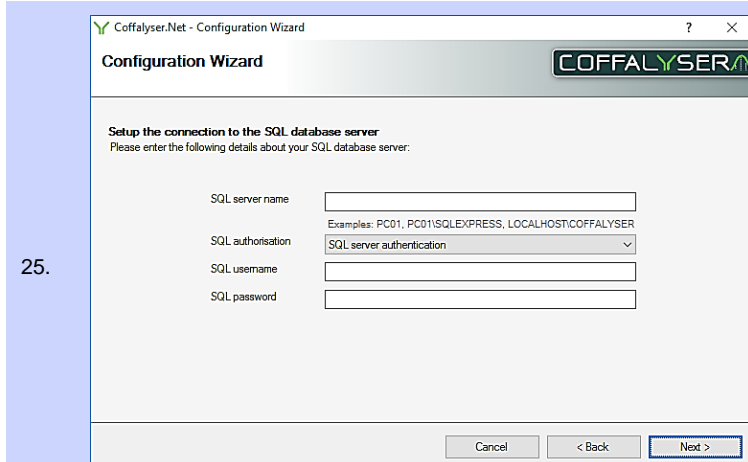 Coffalyser.Net - Configuration Wizard ? ×
Configuration Wizard COFFALYSER
Setup the connection to the SQL database server
Please enter the following details about your SQL database server:
SQL server name
Examples: PC01, PC01\SQLEXPRESS, LOCALHOST\COFFALYSER
SQL authorisation SQL server authentication
25.
SQL username
SQL password
Cancel < Back Next >